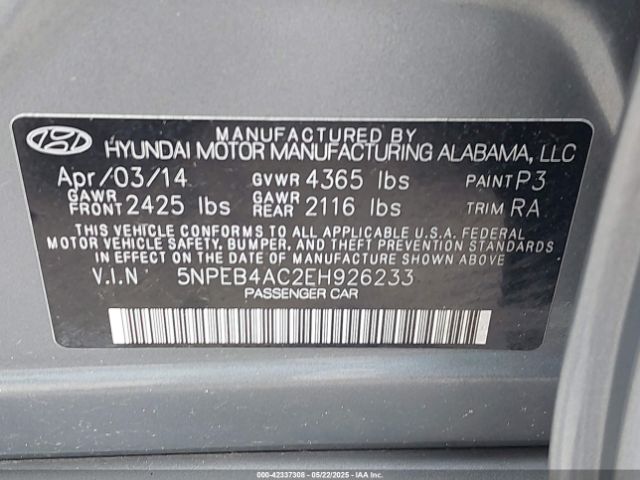 MANUFACTURED BY
HYUNDAI MOTOR MANUFACTURING ALABAMA, LLC
Apr/03/14 GVWR 4365 lbs PAINT P3
GAWR FRONT 2425 lbs GAWR REAR 2116 lbs TRIM RA
THIS VEHICLE CONFORMS TO ALL APPLICABLE U.S.A. FEDERAL
MOTOR VEHICLE SAFETY, BUMPER, AND THEFT PREVENTION
STANDARDS IN EFFECT ON THE DATE OF MANUFACTURE SHOWN ABOVE
V.I.N 5NPEB4AC2EH926233
PASSENGER CAR
000-42337308 - 05/22/2025 - IAAI.COM